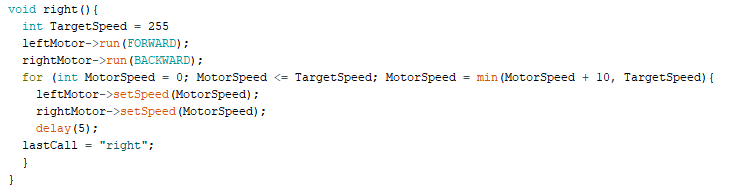 void right(){
  int TargetSpeed = 255
  leftMotor->run(FORWARD);
  rightMotor->run(BACKWARD);
  for (int MotorSpeed = 0; MotorSpeed <= TargetSpeed; MotorSpeed = min(MotorSpeed + 10, TargetSpeed){
    leftMotor->setSpeed(MotorSpeed);
    rightMotor->setSpeed(MotorSpeed);
    delay(5);
  lastCall = "right";
  }
}